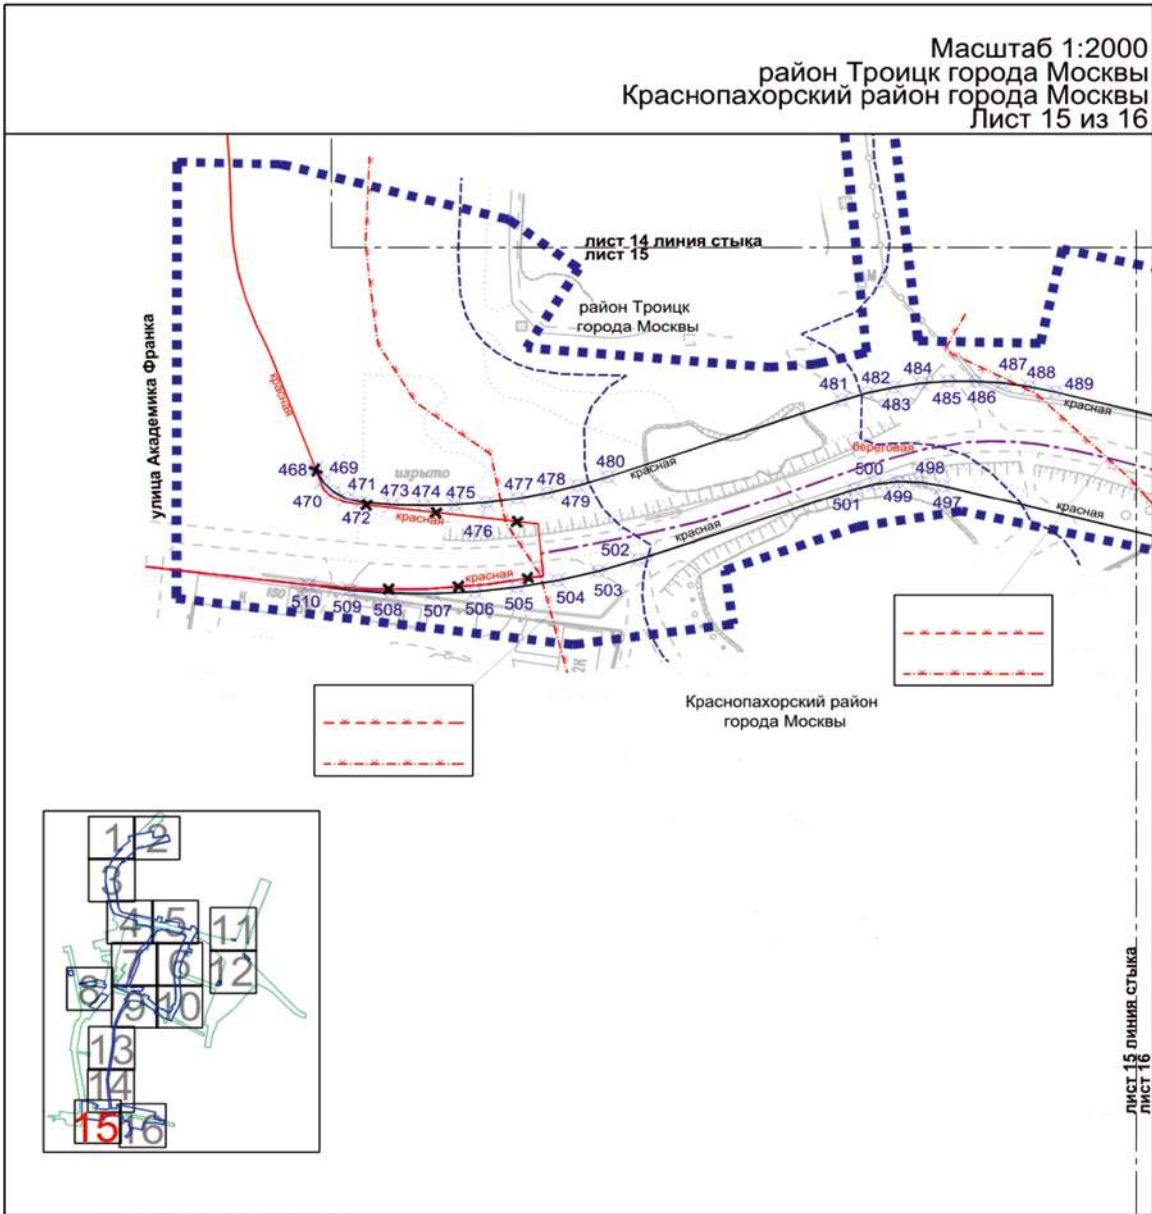 Масштаб 1:2000
район Троицк города Москвы
Краснопахорский район города Москвы
Лист 15 из 16
лист 14 линия стыка
лист 15
район Троицк
города Москвы
улица Академика Франка
красная
468
469
470
471
472
473
474
475
476
477
478
479
480
изрыто
красная
красная
481
482
483
484
485
486
487
488
489
красная
М
береговая
500
498
499
497
501
красная
красная
502
503
504
505
506
507
508
509
510
красная
К
150
2К
Краснопахорский район
города Москвы
1
2
3
4
5
11
7
6
12
8
9
10
13
14
15
16
лист 15 линия стыка
лист 16